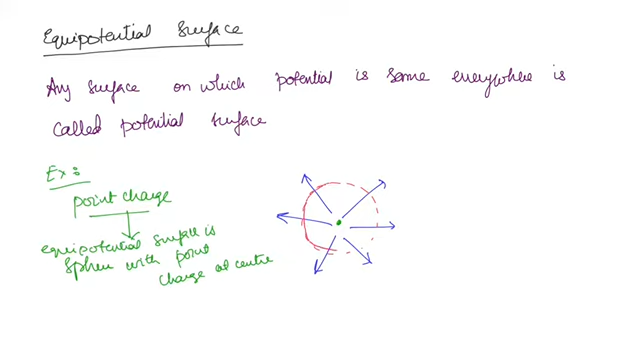 Equipotential Surface
Any surface on which potential is same everywhere is
called potential surface
Ex:
point charge
equipotential surface is
sphere with point
charge at centre